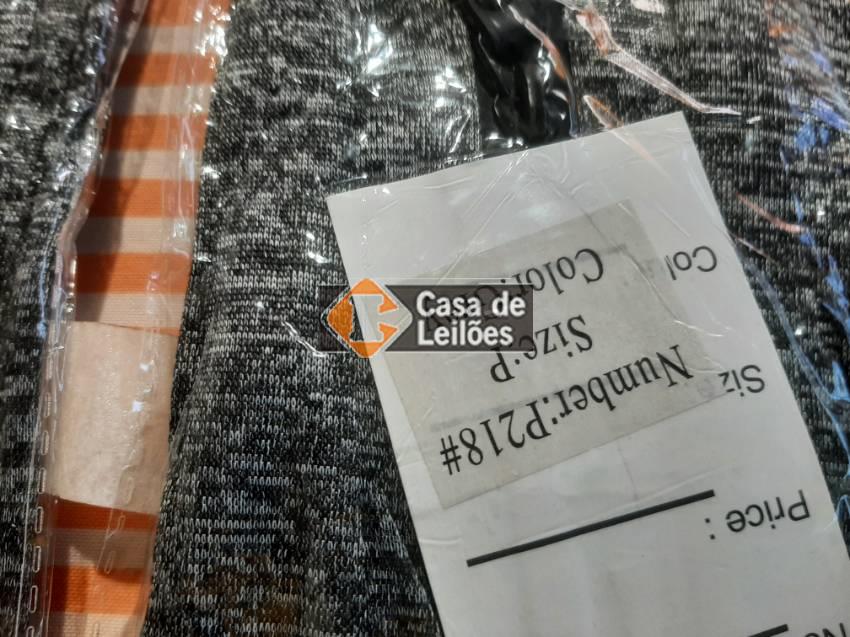 Number:P218#
Size:P
Color:
Price :
Casa de
Leilões